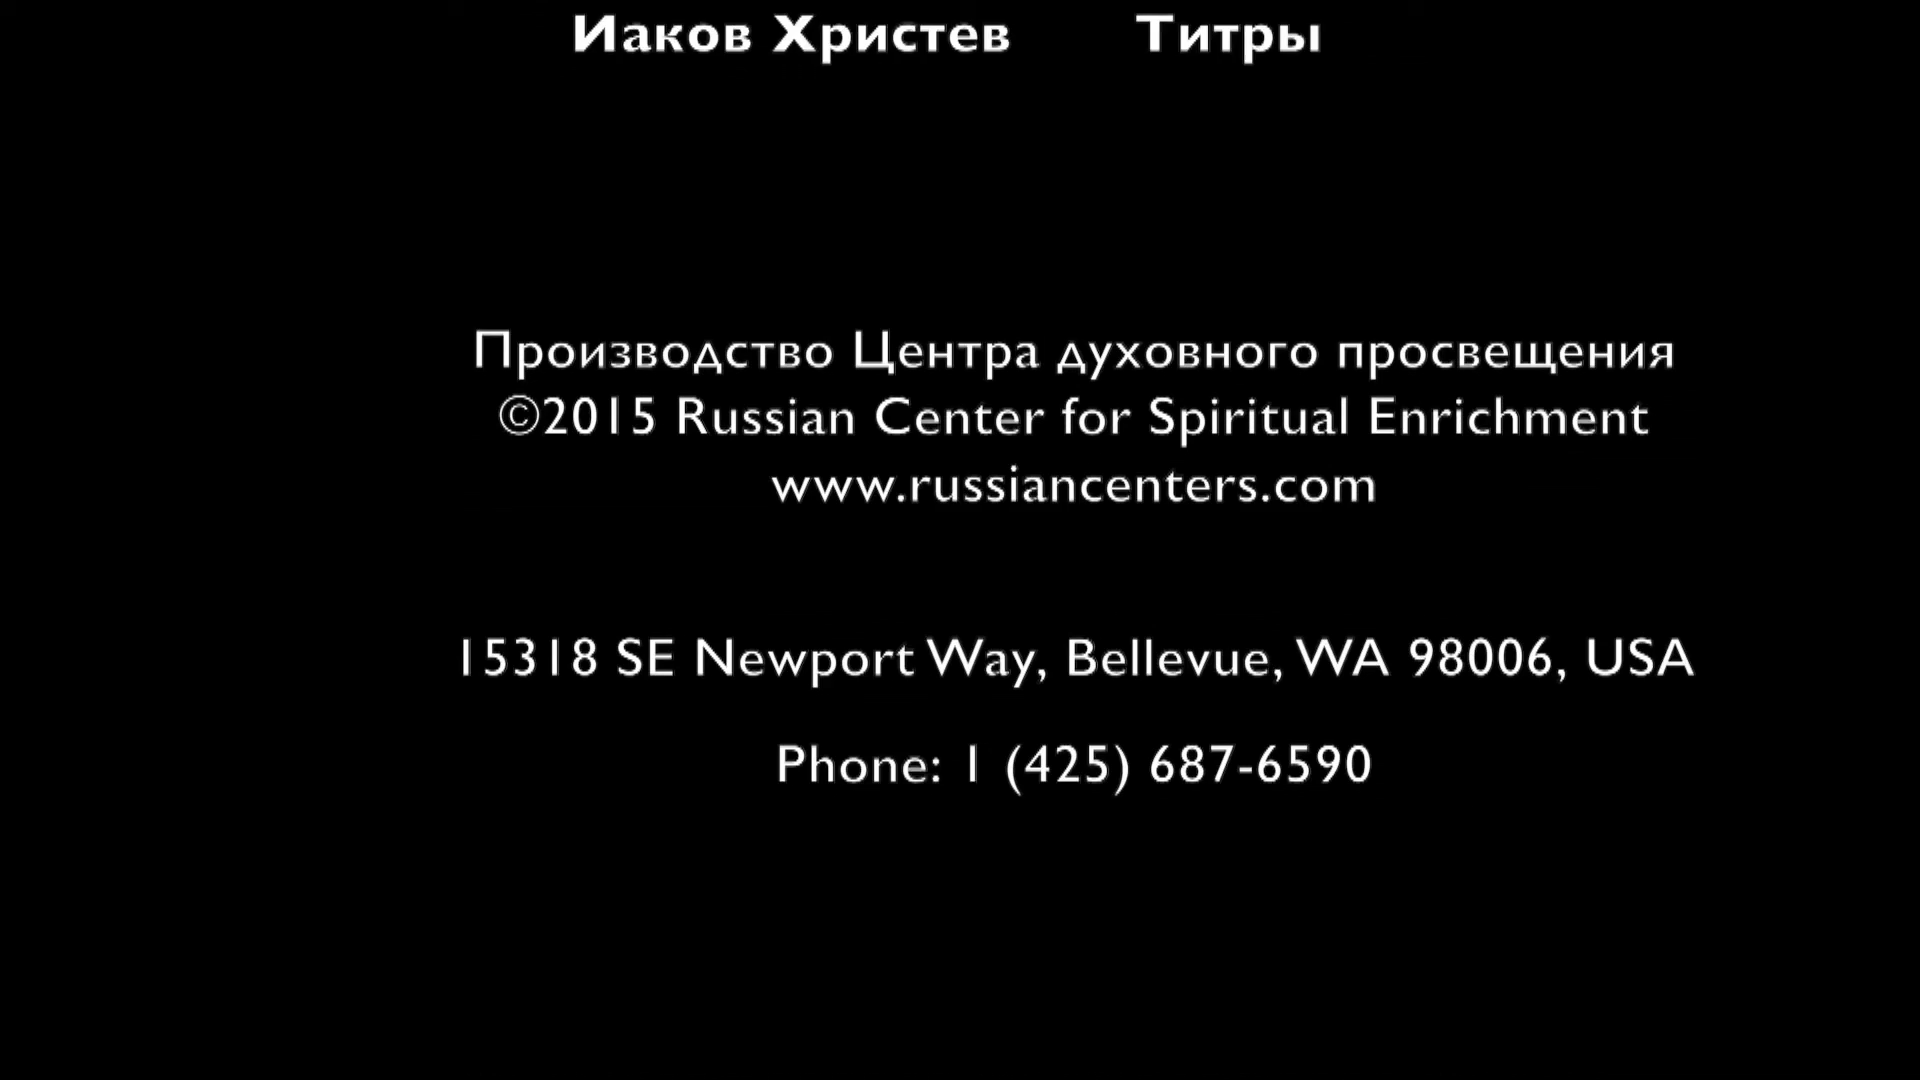 Иаков Христев Титры
Производство Центра духовного просвещения
©2015 Russian Center for Spiritual Enrichment
www.russiancenters.com
15318 SE Newport Way, Bellevue, WA 98006, USA
Phone: 1 (425) 687-6590